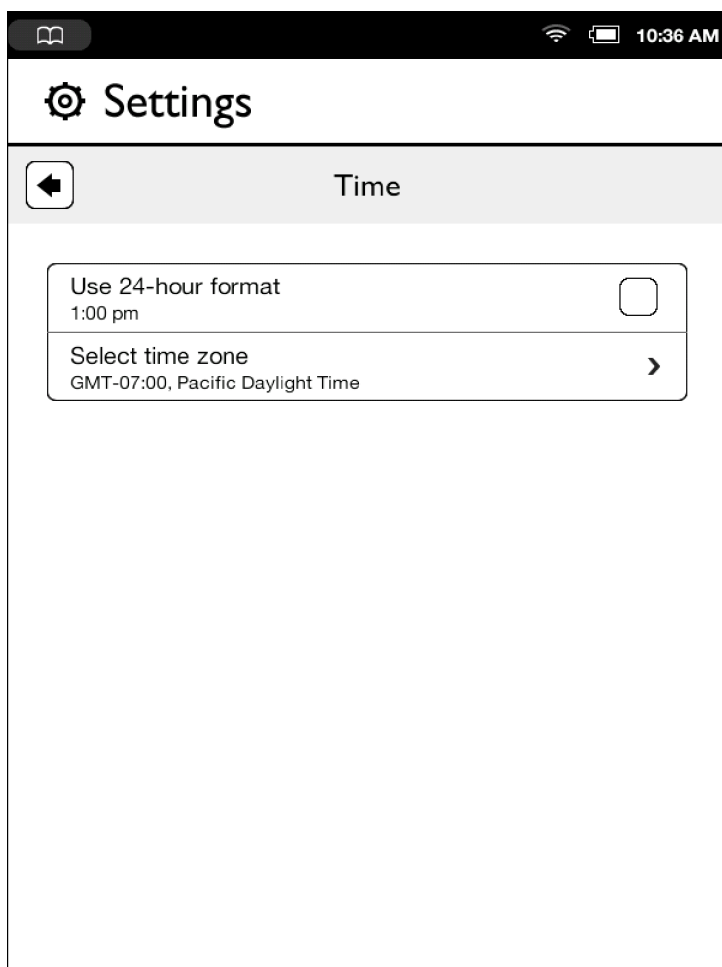 10:36 AM
Settings
Time
Use 24-hour format
1:00 pm
Select time zone
GMT-07:00, Pacific Daylight Time